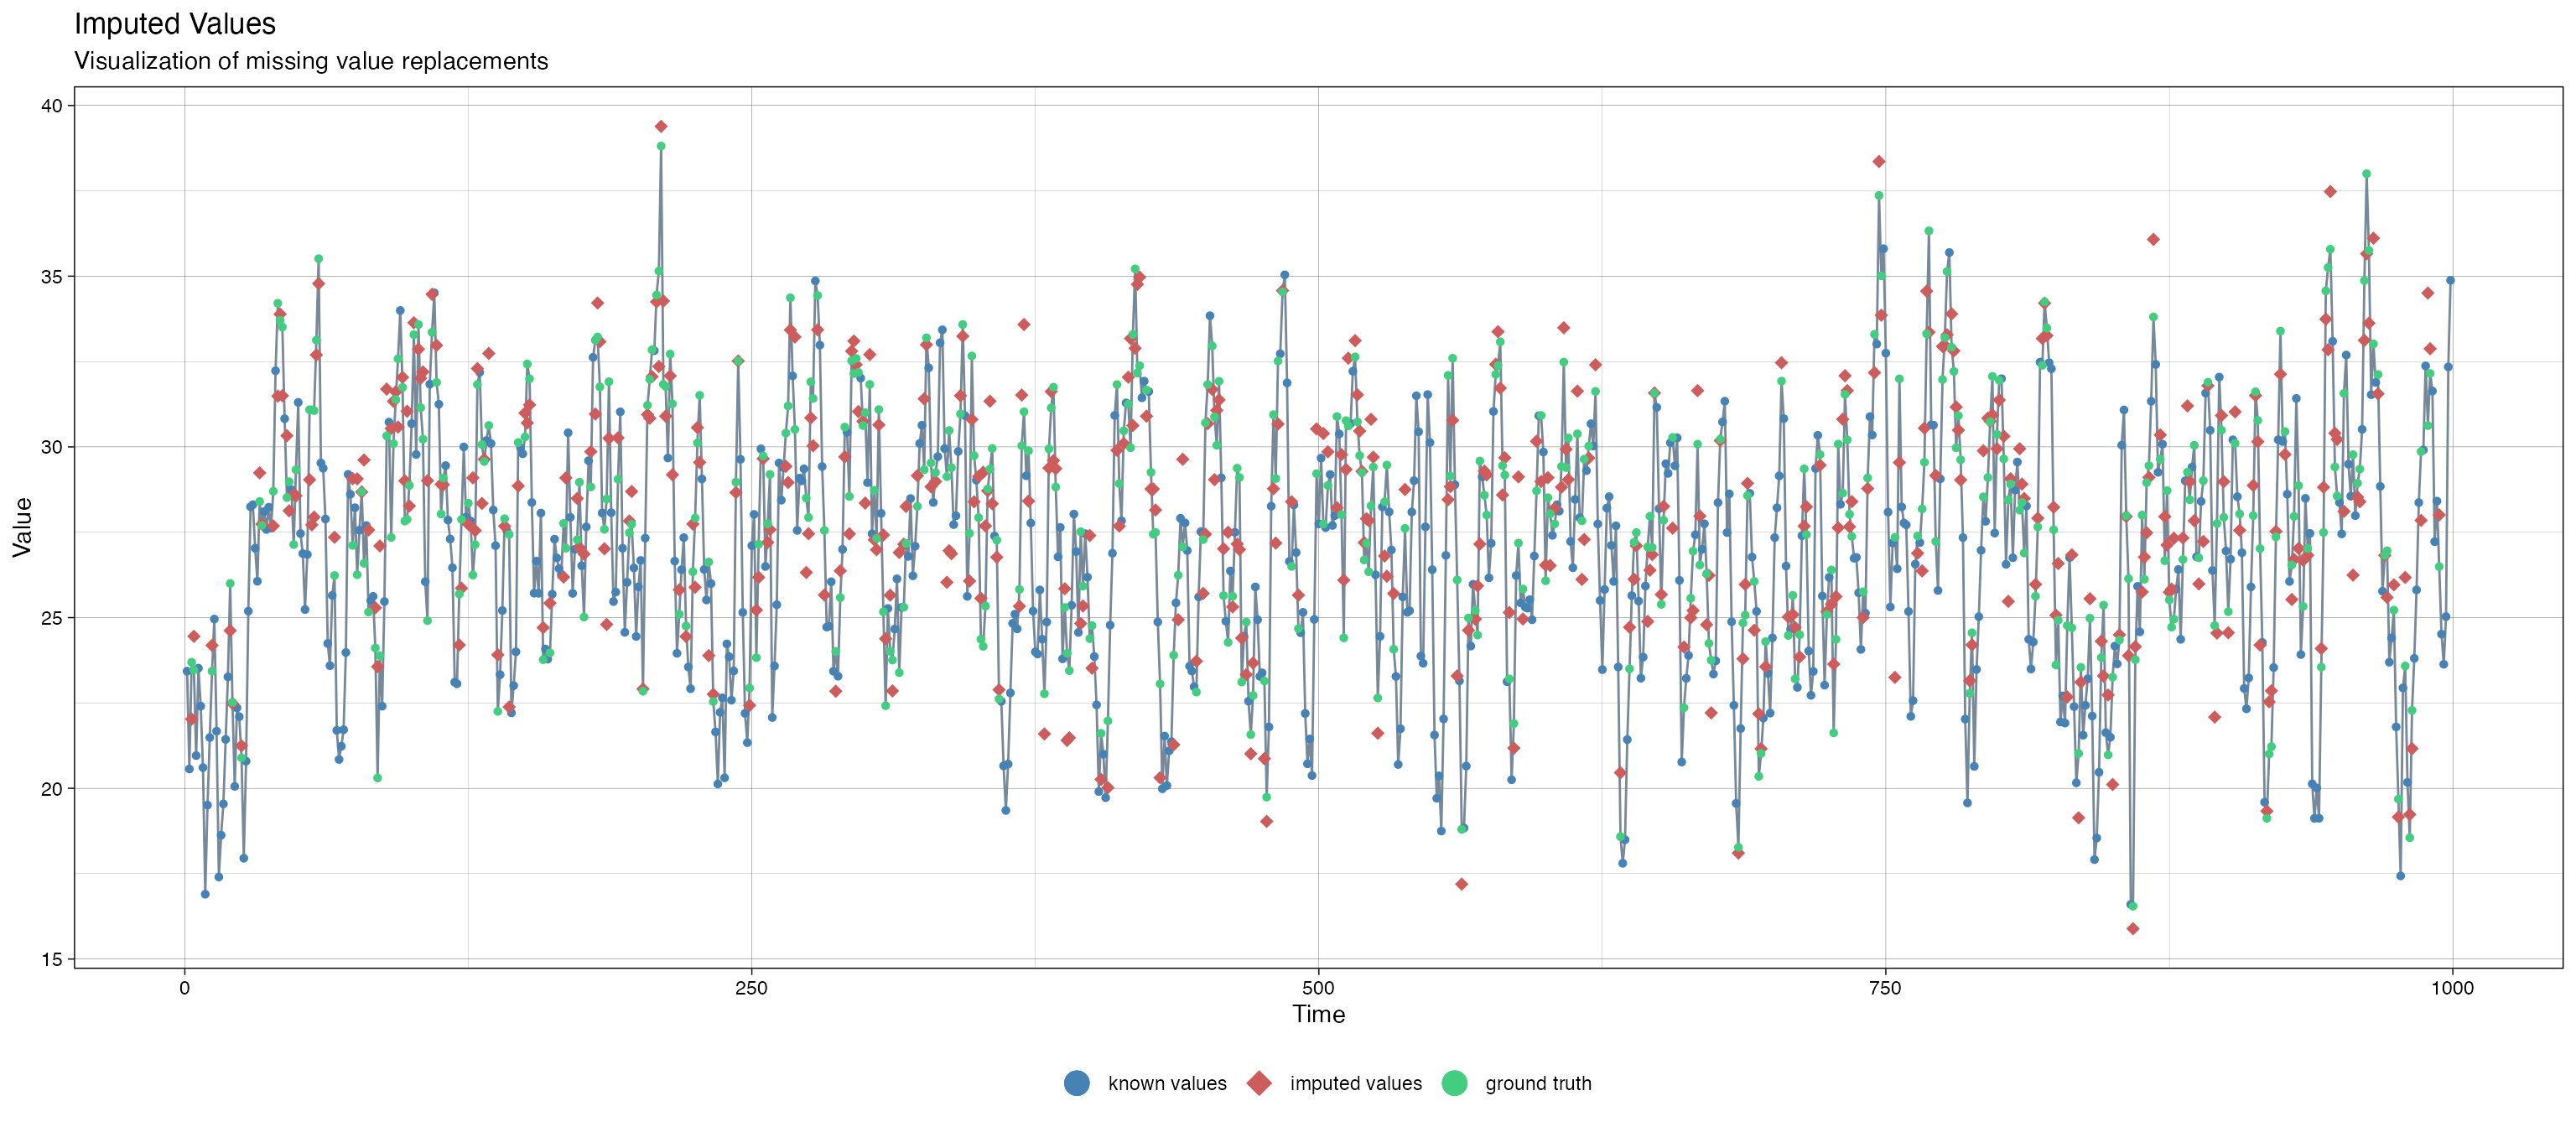 Imputed Values
Visualization of missing value replacements
40
35
30
25
20
15
Value
0 250 500 750 1000
Time
known values imputed values ground truth